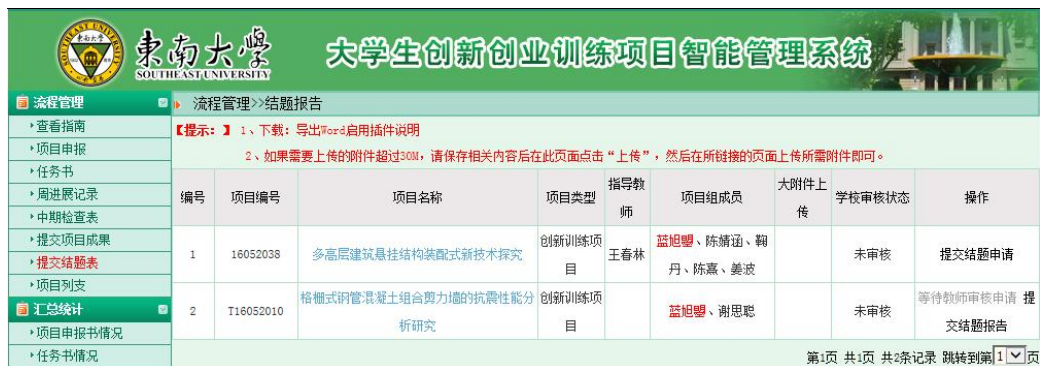 東南大學
SOUTHEAST UNIVERSITY
大学生创新创业训练项目智能管理系统
流程管理
查看指南
项目申报
任务书
周进展记录
中期检查表
提交项目成果
提交结题表
项目列支
汇总统计
项目申报书情况
任务书情况
流程管理>>结题报告
【提示：】1、下载：导出Word启用插件说明
2、如果需要上传的附件超过30M，请保存相关内容后在此页面点击“上传”，然后在所链接的页面上传所需附件即可。
编号 项目编号 项目名称 项目类型 指导教师 项目组成员 大附件上传 学校审核状态 操作
1 16052038 多高层建筑悬挂结构装配式新技术探究 创新训练项目 王春林 蓝旭曌、陈婧涵、鞠丹、陈嘉、姜波 未审核 提交结题申请
2 T16052010 格栅式钢管混凝土组合剪力墙的抗震性能分析研究 创新训练项目 蓝旭曌、谢思聪 未审核 等待教师审核申请 提交结题报告
第1页 共1页 共2条记录 跳转到第1页